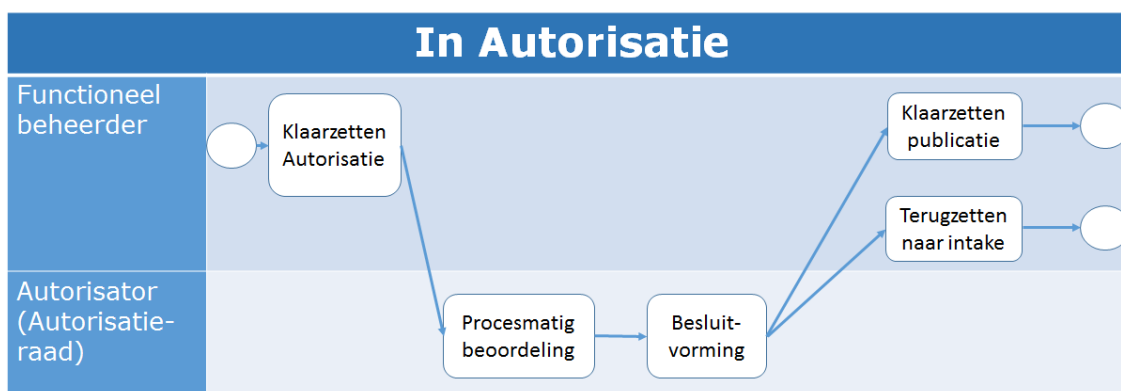 In Autorisatie
Functioneel
beheerder
Klaarzetten
Autorisatie
Klaarzetten
publicatie
Terugzetten
naar intake
Autorisator
(Autorisatie-
raad)
Procesmatig
beoordeling
Besluit-
vorming